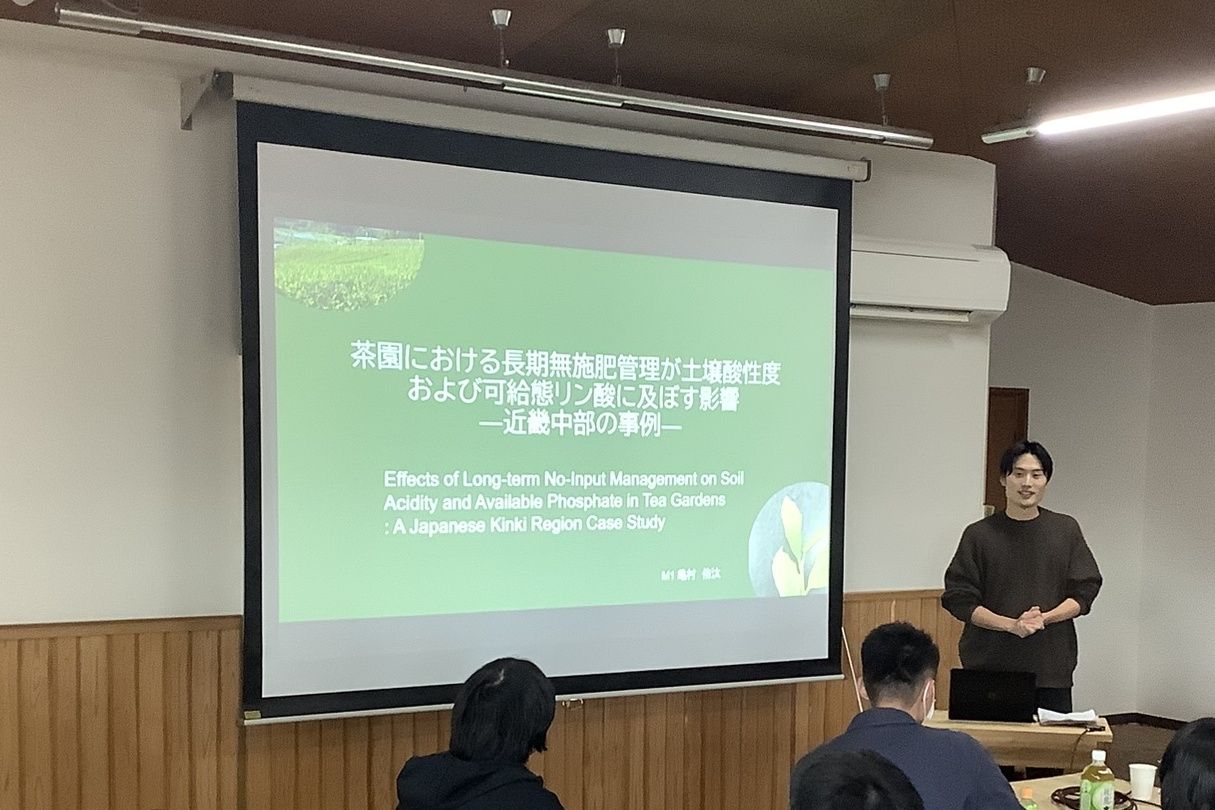 茶園における長期無施肥管理が土壌酸性度
および可給態リン酸に及ぼす影響
―近畿中部の事例―
Effects of Long-term No-Input Management on Soil
Acidity and Available Phosphate in Tea Gardens
: A Japanese Kinki Region Case Study
M1 亀村